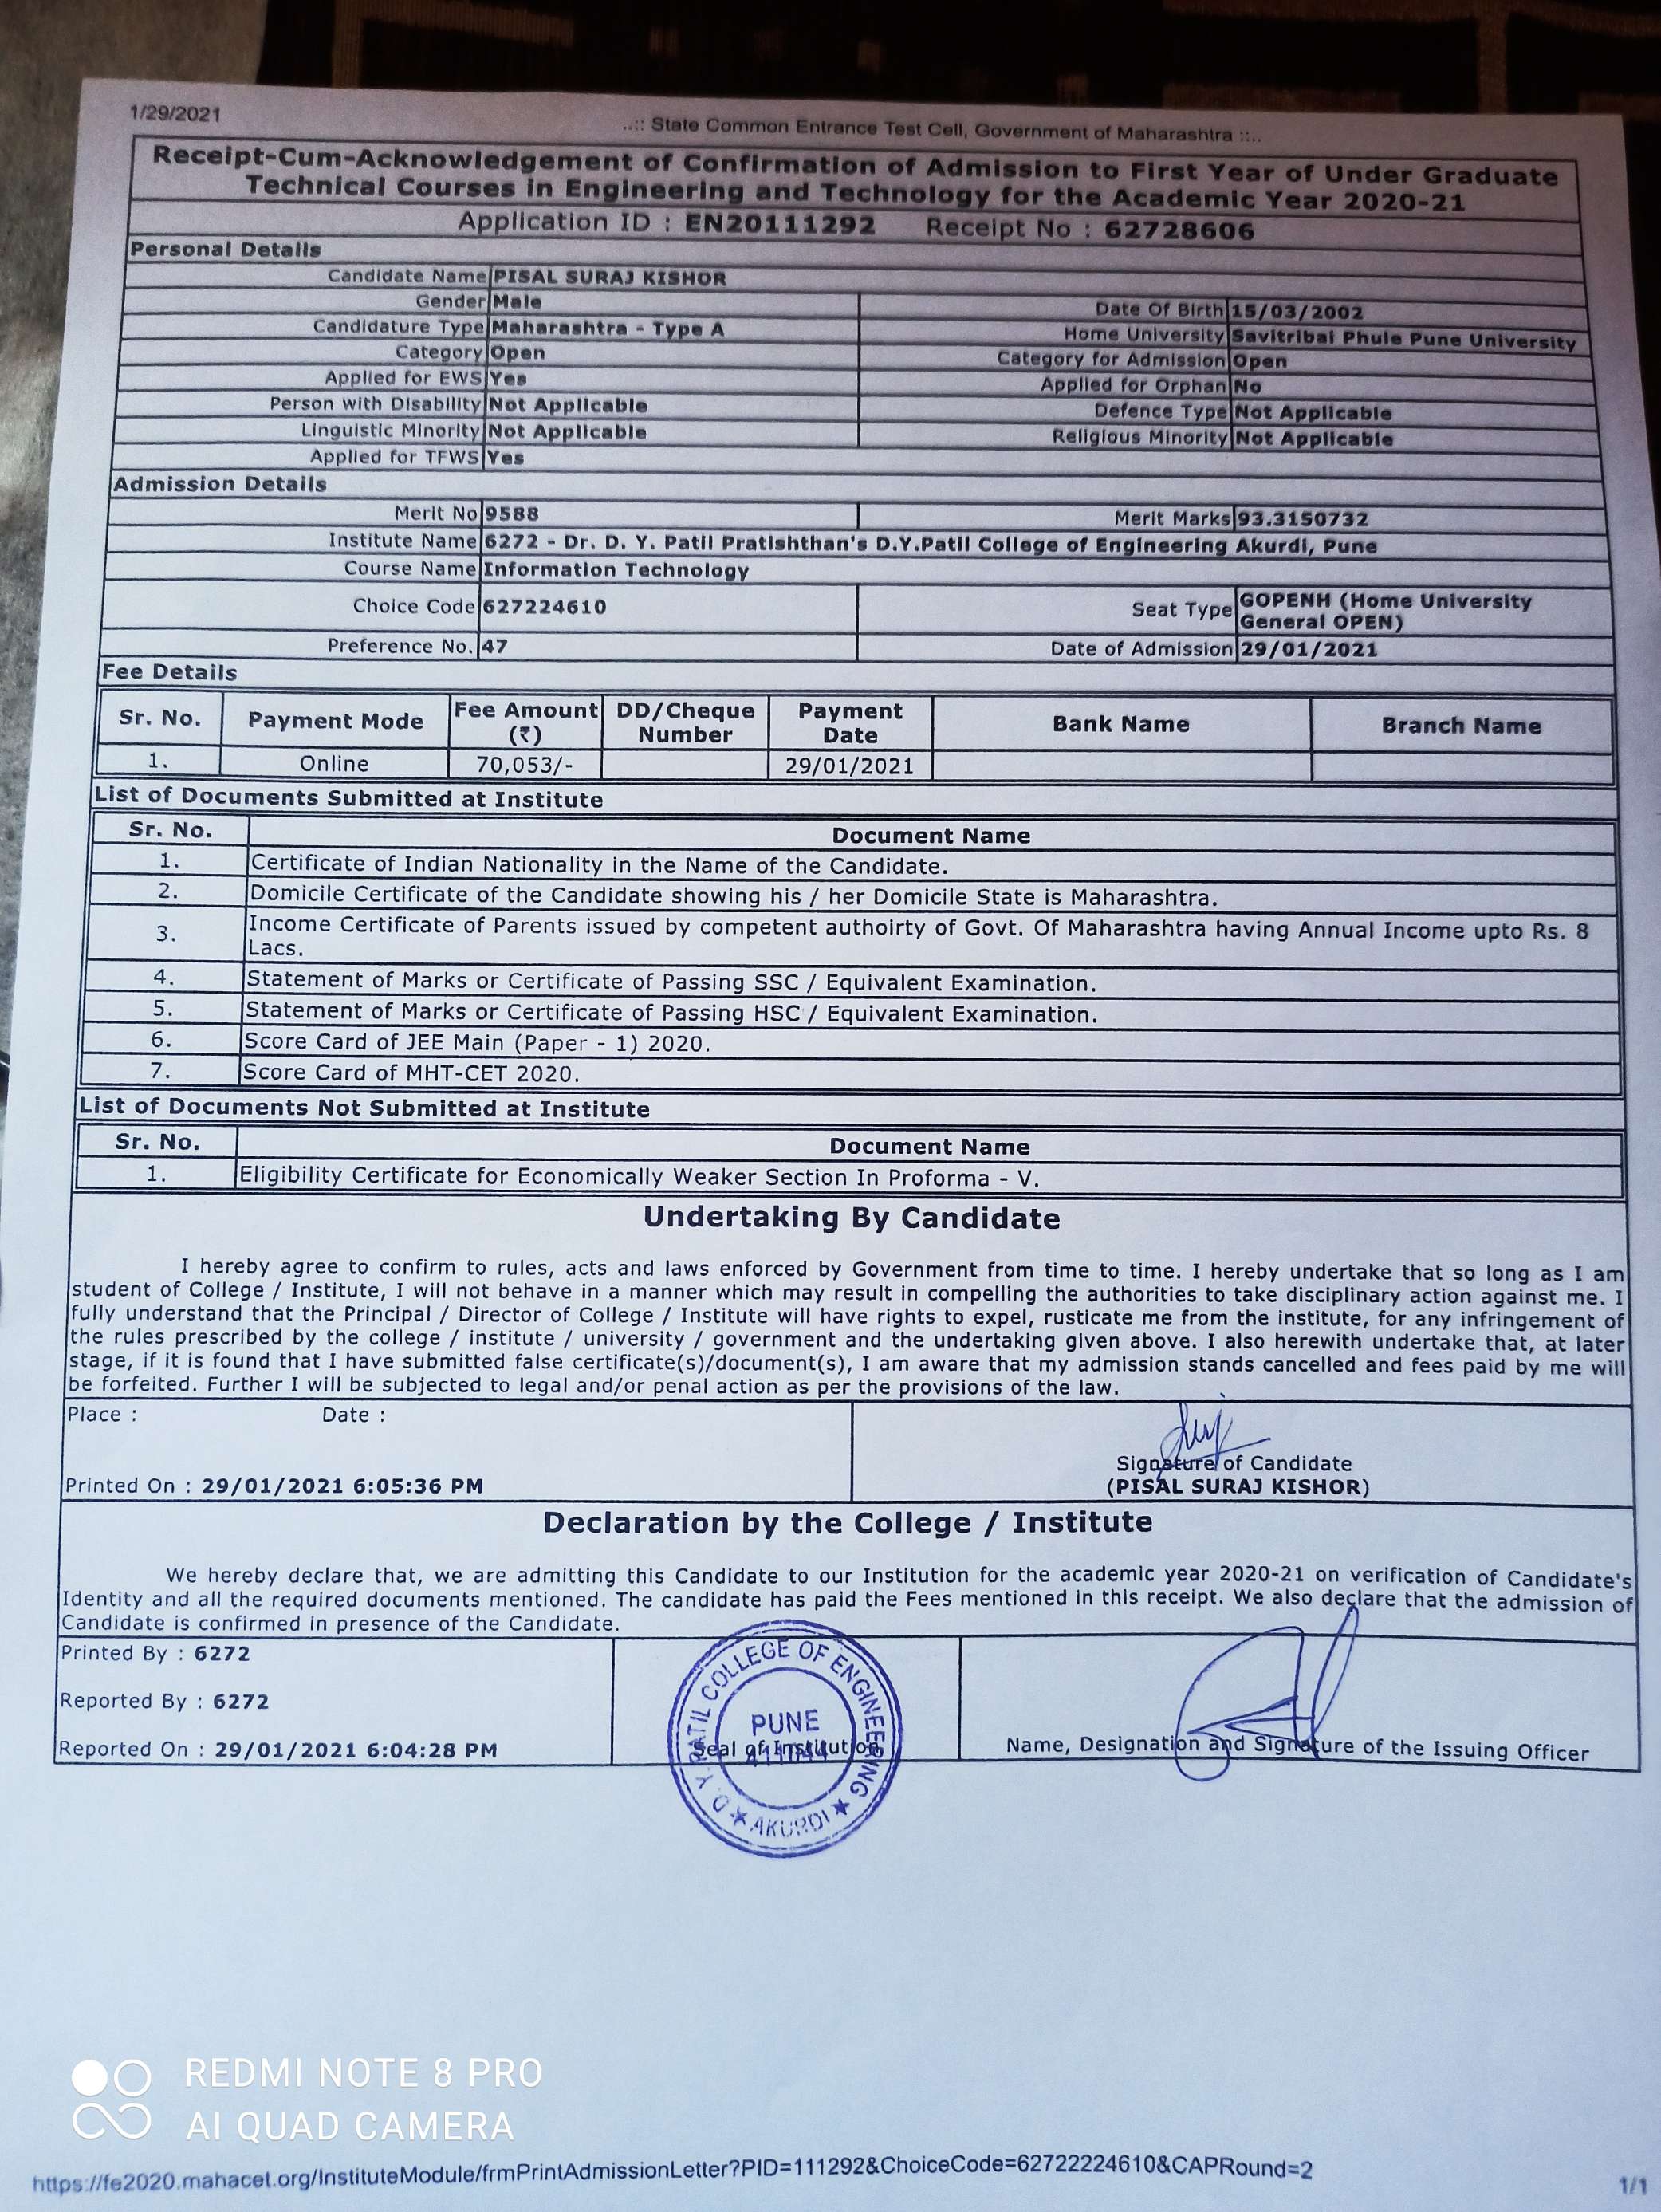 1/29/2021
..:: State Common Entrance Test Cell, Government of Maharashtra ::..
Receipt-Cum-Acknowledgement of Confirmation of Admission to First Year of Under Graduate
Technical Courses in Engineering and Technology for the Academic Year 2020-21
Application ID : EN20111292 Receipt No : 62728606
Personal Details
Candidate Name PISAL SURAJ KISHOR
Gender Male Date Of Birth 15/03/2002
Candidature Type Maharashtra - Type A Home University Savitribai Phule Pune University
Category Open Category for Admission Open
Applied for EWS Yes Applied for Orphan No
Person with Disability Not Applicable Defence Type Not Applicable
Linguistic Minority Not Applicable Religious Minority Not Applicable
Applied for TFWS Yes
Admission Details
Merit No 9588 Merit Marks 93.3150732
Institute Name 6272 - Dr. D. Y. Patil Pratishthan's D.Y.Patil College of Engineering Akurdi, Pune
Course Name Information Technology
Choice Code 627224610 Seat Type GOPENH (Home University
General OPEN)
Preference No. 47 Date of Admission 29/01/2021
Fee Details
Sr. No. Payment Mode Fee Amount (₹) DD/Cheque Number Payment Date Bank Name Branch Name
1. Online 70,053/- 29/01/2021
List of Documents Submitted at Institute
Sr. No. Document Name
1. Certificate of Indian Nationality in the Name of the Candidate.
2. Domicile Certificate of the Candidate showing his / her Domicile State is Maharashtra.
3. Income Certificate of Parents issued by competent authoirty of Govt. Of Maharashtra having Annual Income upto Rs. 8
Lacs.
4. Statement of Marks or Certificate of Passing SSC / Equivalent Examination.
5. Statement of Marks or Certificate of Passing HSC / Equivalent Examination.
6. Score Card of JEE Main (Paper - 1) 2020.
7. Score Card of MHT-CET 2020.
List of Documents Not Submitted at Institute
Sr. No. Document Name
1. Eligibility Certificate for Economically Weaker Section In Proforma - V.
Undertaking By Candidate
I hereby agree to confirm to rules, acts and laws enforced by Government from time to time. I hereby undertake that so long as I am
student of College / Institute, I will not behave in a manner which may result in compelling the authorities to take disciplinary action against me. I
fully understand that the Principal / Director of College / Institute will have rights to expel, rusticate me from the institute, for any infringement of
the rules prescribed by the college / institute / university / government and the undertaking given above. I also herewith undertake that, at later
stage, if it is found that I have submitted false certificate(s)/document(s), I am aware that my admission stands cancelled and fees paid by me will
be forfeited. Further I will be subjected to legal and/or penal action as per the provisions of the law.
Place : Date :
Signature of Candidate
Printed On : 29/01/2021 6:05:36 PM (PISAL SURAJ KISHOR)
Declaration by the College / Institute
We hereby declare that, we are admitting this Candidate to our Institution for the academic year 2020-21 on verification of Candidate's
Identity and all the required documents mentioned. The candidate has paid the Fees mentioned in this receipt. We also declare that the admission of
Candidate is confirmed in presence of the Candidate.
Printed By : 6272
Reported By : 6272
Reported On : 29/01/2021 6:04:28 PM
D. Y. PATIL COLLEGE OF ENGINEERING
PUNE
Seal of Institution
AKURDI
Name, Designation and Signature of the Issuing Officer
REDMI NOTE 8 PRO
AI QUAD CAMERA
https://fe2020.mahacet.org/InstituteModule/frmPrintAdmissionLetter?PID=111292&ChoiceCode=62722224610&CAPRound=2
1/1